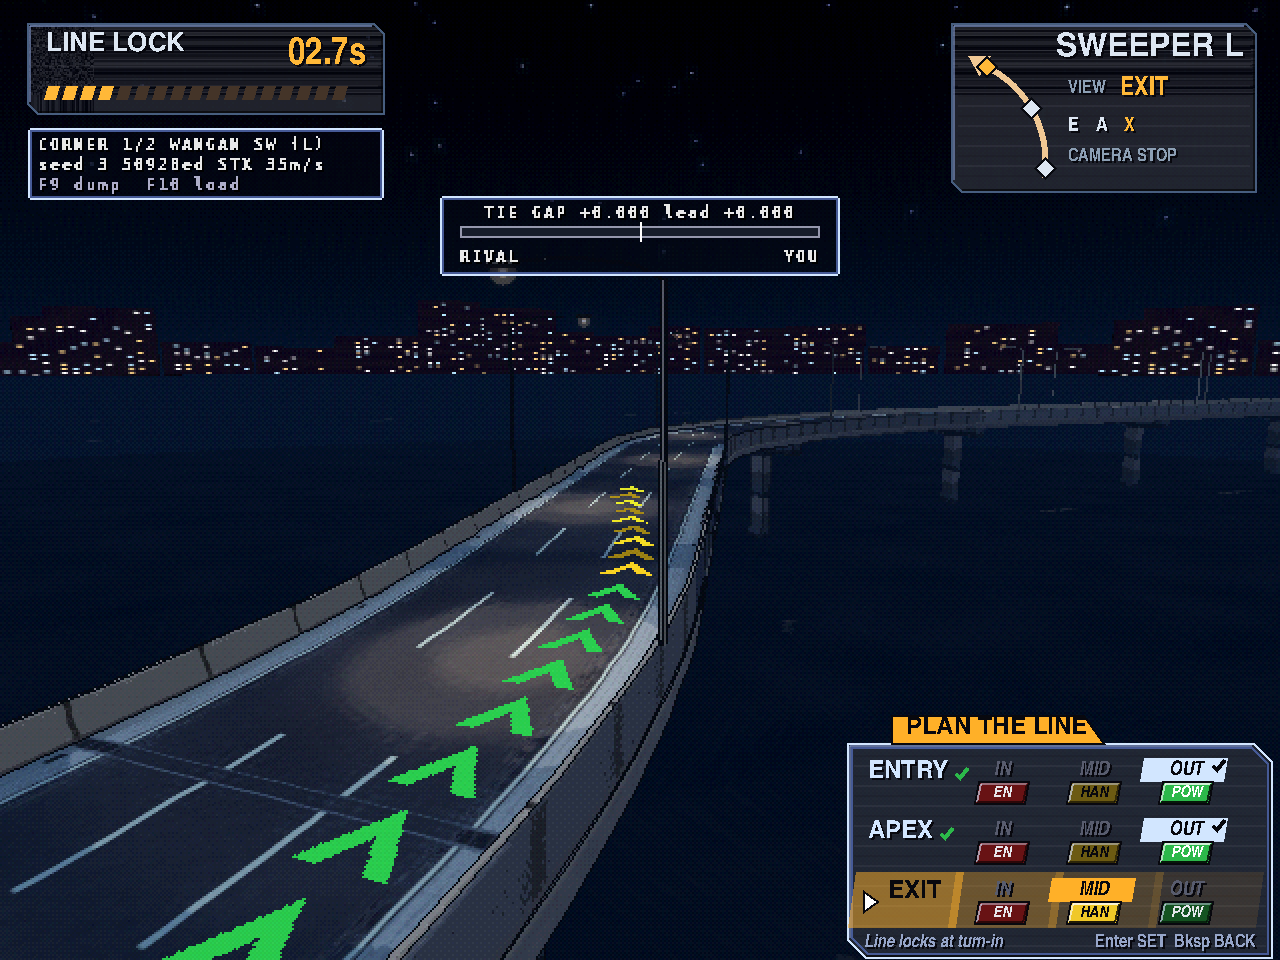 LINE LOCK
02.7s
CORNER 1/2 WANGAN SW (L)
seed 3 50928ed STK 35m/s
F9 dump F10 load
SWEEPER L
VIEW EXIT
E A X
CAMERA STOP
TIE GAP +0.000 lead +0.000
RIVAL YOU
PLAN THE LINE
ENTRY IN MID OUT
EN HAN POW
APEX IN MID OUT
EN HAN POW
EXIT IN MID OUT
EN HAN POW
Line locks at turn-in Enter SET Bksp BACK